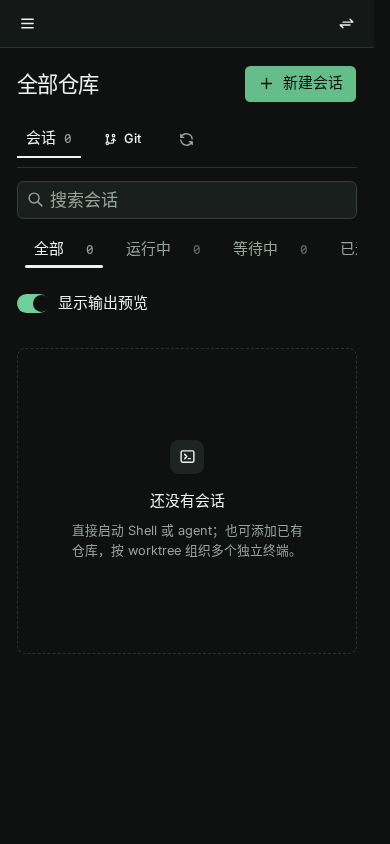 全部仓库
新建会话
会话 0
Git
搜索会话
全部 0
运行中 0
等待中 0
显示输出预览
还没有会话
直接启动 Shell 或 agent；也可添加已有
仓库，按 worktree 组织多个独立终端。